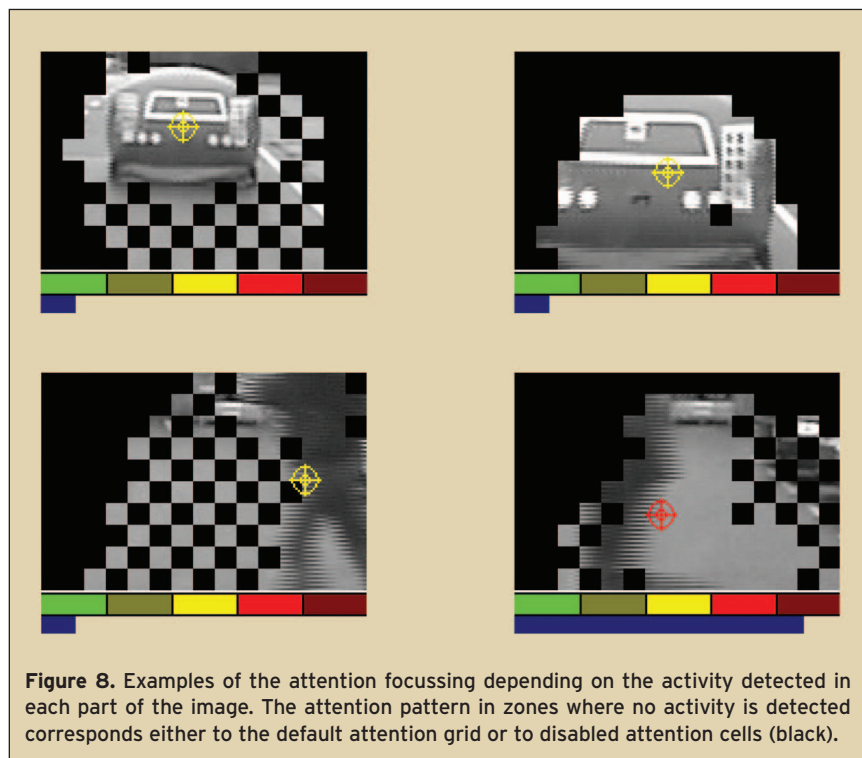 Figure 8. Examples of the attention focussing depending on the activity detected in
each part of the image. The attention pattern in zones where no activity is detected
corresponds either to the default attention grid or to disabled attention cells (black).